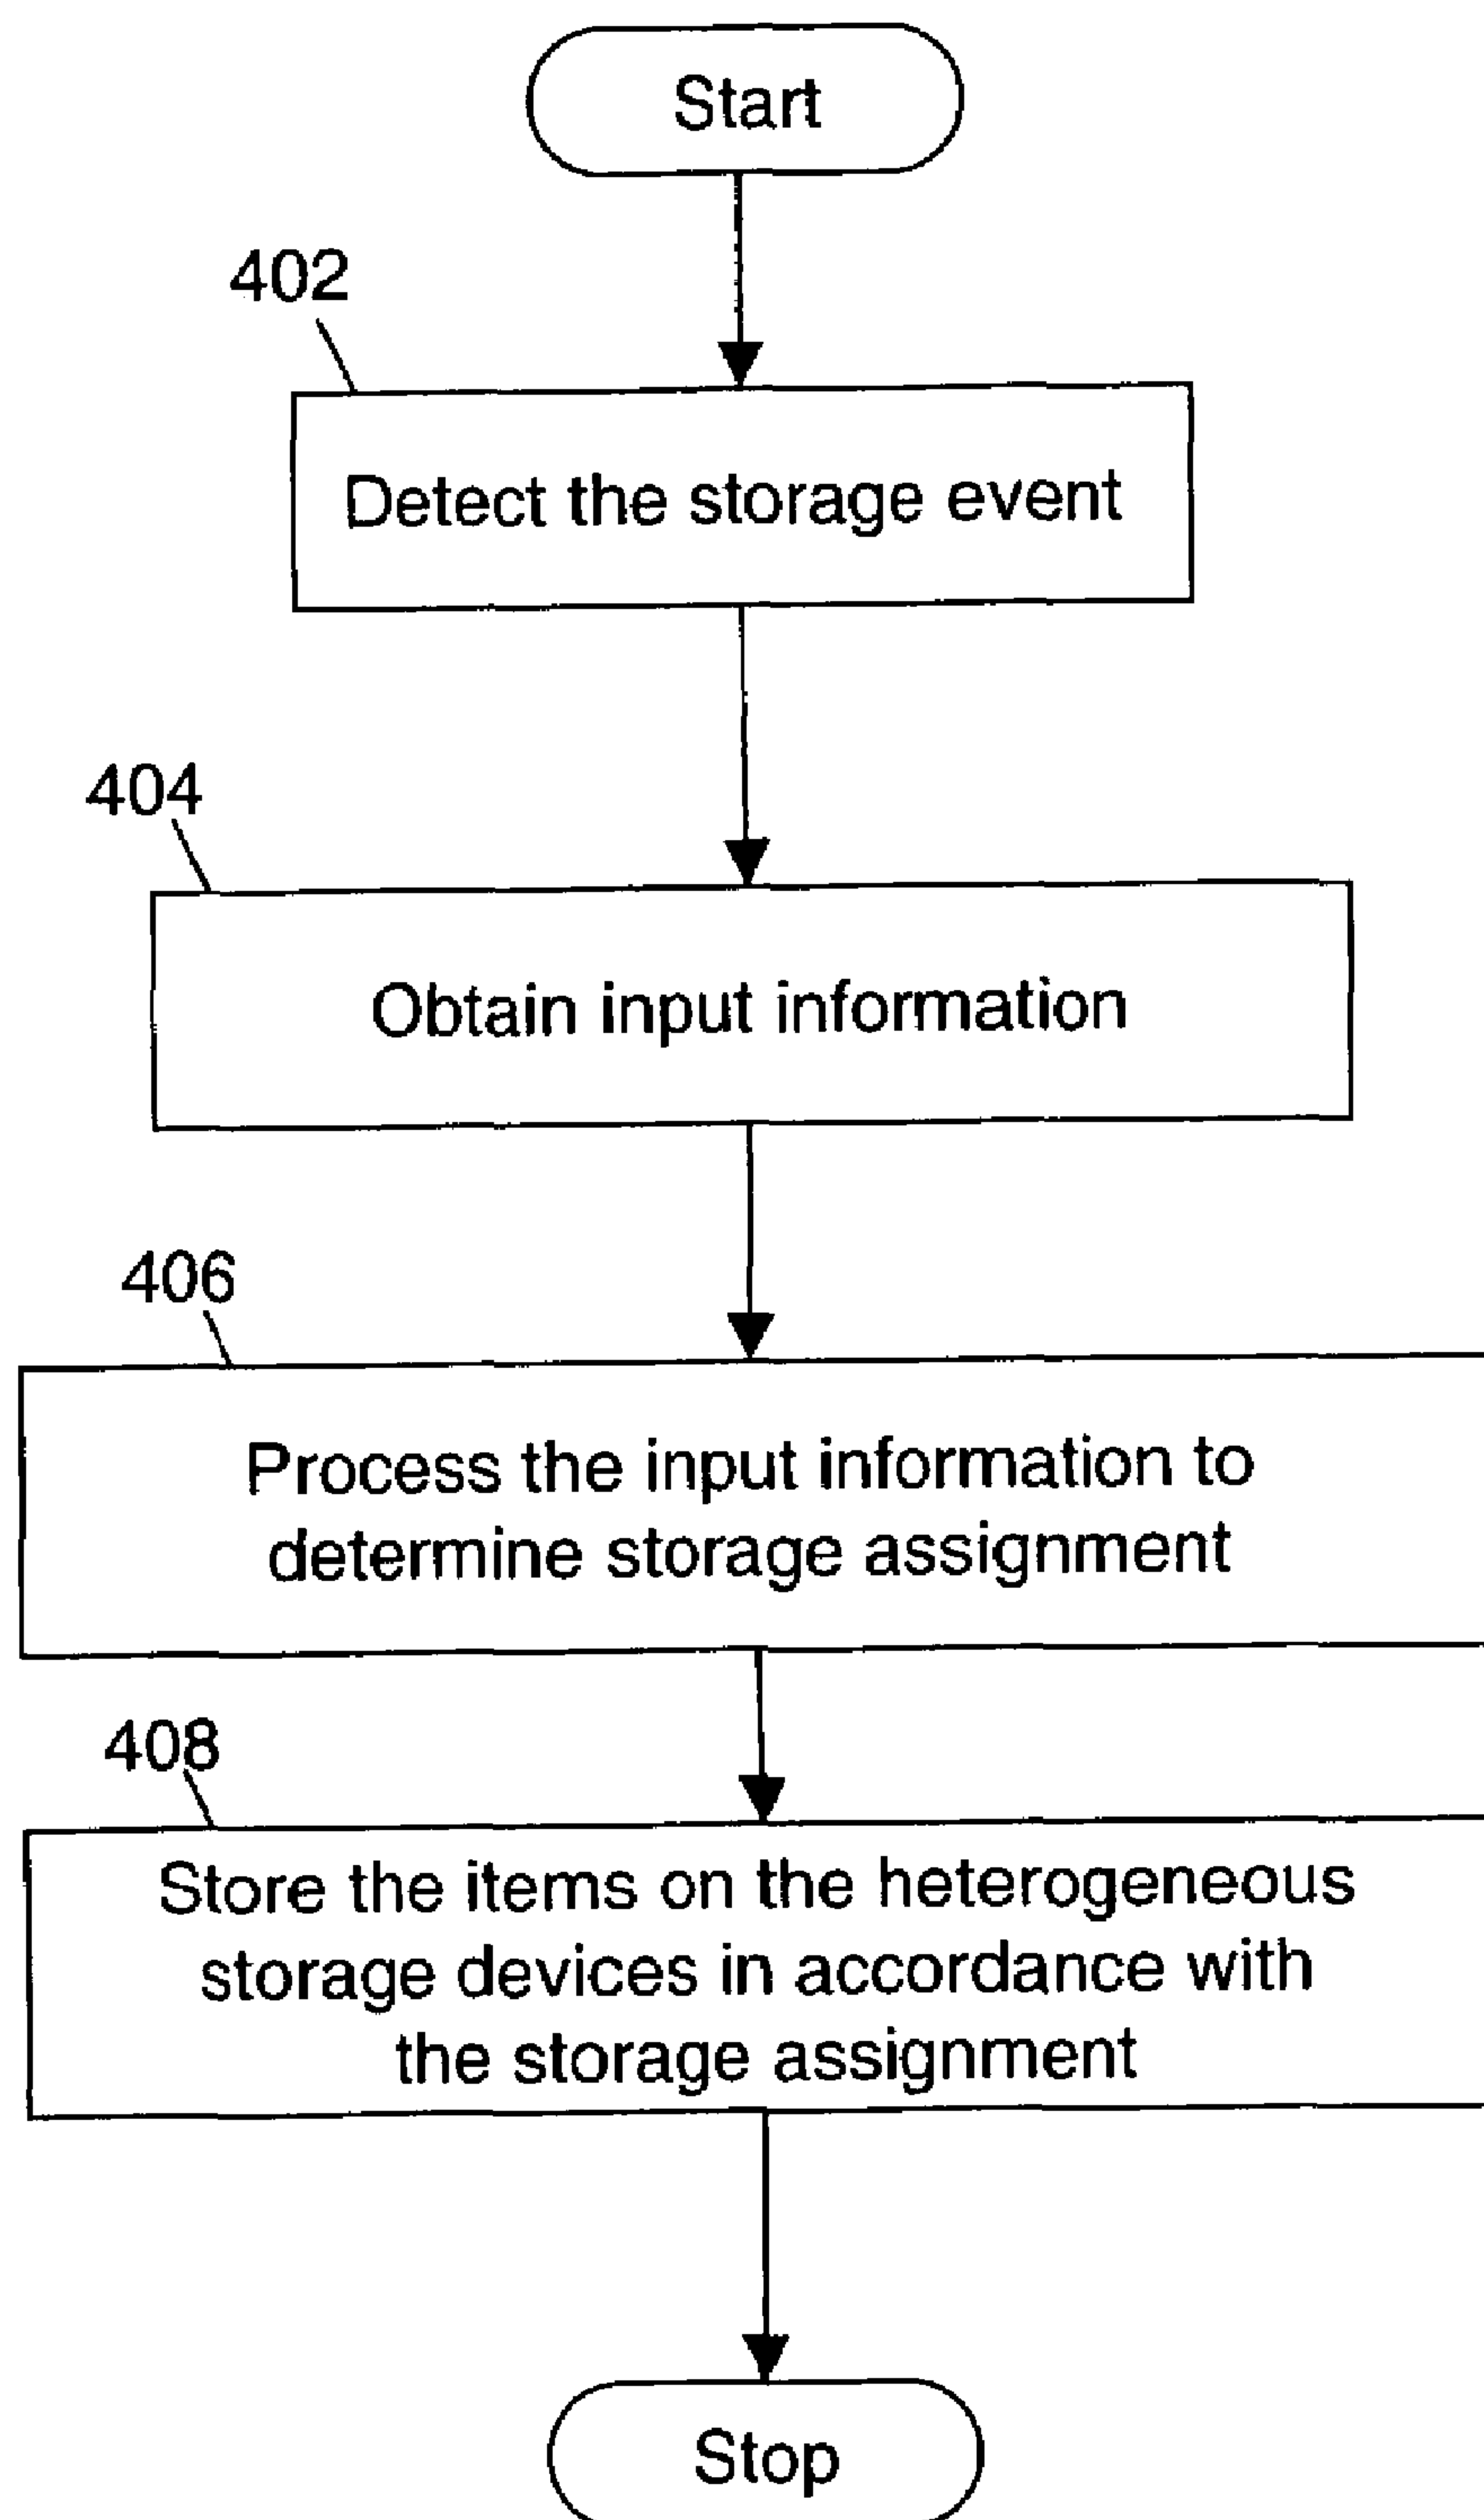 Start
402
Detect the storage event
404
Obtain input information
406
Process the input information to
determine storage assignment
408
Store the items on the heterogeneous
storage devices in accordance with
the storage assignment
Stop